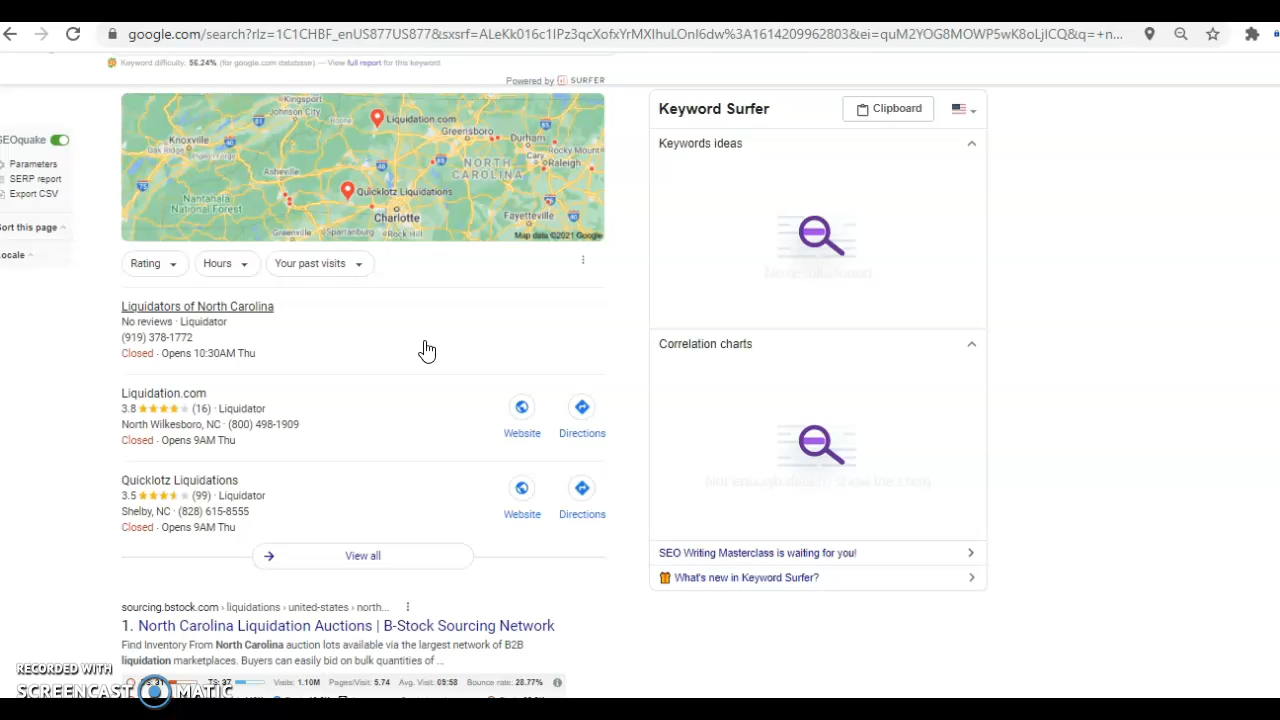 google.com/search?rlz=1C1CHBF_enUS877US877&sxsrf=ALeKk016c1IPz3qcXofxYrMXIhuLOnI6dw%3A1614209962803&ei=quM2YOG8MOWP5wK8oLjICQ&q=+n...
Keyword difficulty: 56.24% (for google.com database) — View full report for this keyword
Powered by SURFER
SEOquake
Parameters
SERP report
Export CSV
Sort this page
Locale
Kingsport
Johnson City
Boone
Liquidation.com
Greensboro
Knoxville
Oak Ridge
Durham
Cary
Rocky Mount
Raleigh
NORTH
CAROLINA
Asheville
Quicklotz Liquidations
Nantahala
National Forest
Charlotte
Fayetteville
Greenville
Spartanburg
Rock Hill
Map data ©2021 Google
Rating
Hours
Your past visits
Liquidators of North Carolina
No reviews · Liquidator
(919) 378-1772
Closed · Opens 10:30AM Thu
Liquidation.com
3.8 (16) · Liquidator
North Wilkesboro, NC · (800) 498-1909
Closed · Opens 9AM Thu
Website
Directions
Quicklotz Liquidations
3.5 (99) · Liquidator
Shelby, NC · (828) 615-8555
Closed · Opens 9AM Thu
Website
Directions
View all
sourcing.bstock.com › liquidations › united-states › north...
1. North Carolina Liquidation Auctions | B-Stock Sourcing Network
Find Inventory From North Carolina auction lots available via the largest network of B2B
liquidation marketplaces. Buyers can easily bid on bulk quantities of ...
31 TS: 37 Visits: 1.10M Pages/Visit: 5.74 Avg. Visit: 09:58 Bounce rate: 28.77%
Keyword Surfer
Clipboard
Keywords ideas
No results found
Correlation charts
SEO Writing Masterclass is waiting for you!
What's new in Keyword Surfer?
RECORDED WITH
SCREENCAST MATIC